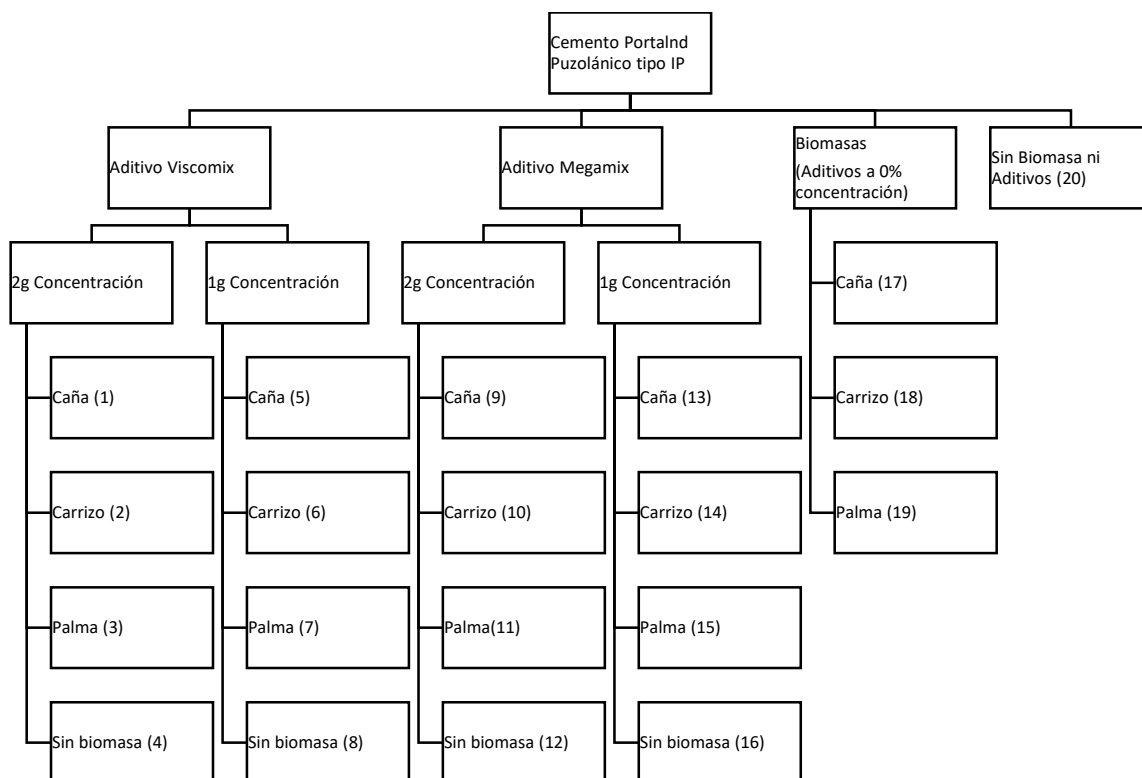 Cemento Portalnd
Puzolánico tipo IP
Aditivo Viscomix
Aditivo Megamix
Biomasas
(Aditivos a 0%
concentración)
Sin Biomasa ni
Aditivos (20)
2g Concentración
1g Concentración
2g Concentración
1g Concentración
Caña (17)
Caña (1)
Caña (5)
Caña (9)
Caña (13)
Carrizo (18)
Carrizo (2)
Carrizo (6)
Carrizo (10)
Carrizo (14)
Palma (19)
Palma (3)
Palma (7)
Palma(11)
Palma (15)
Sin biomasa (4)
Sin biomasa (8)
Sin biomasa (12)
Sin biomasa (16)